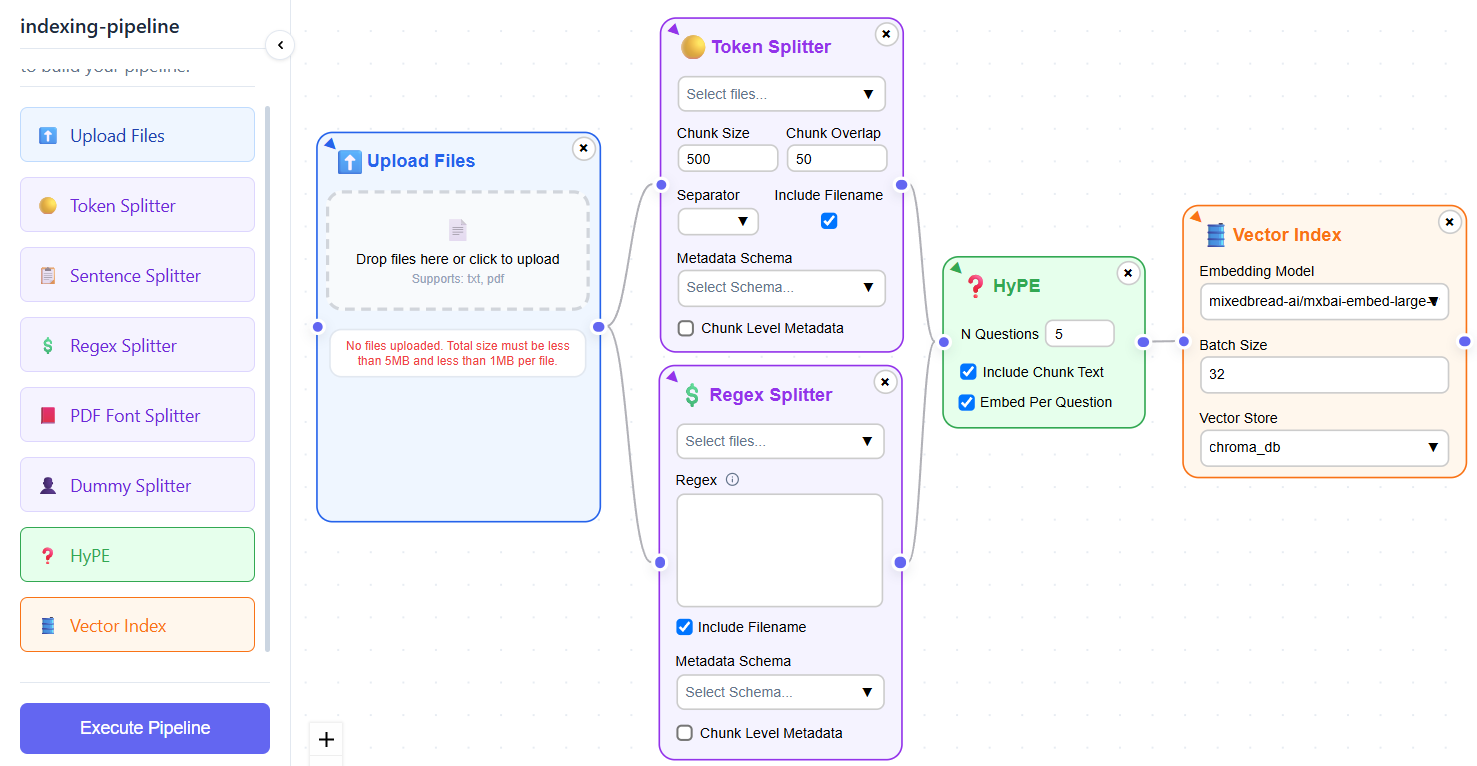 indexing-pipeline
to build your pipeline.
Upload Files
Token Splitter
Sentence Splitter
Regex Splitter
PDF Font Splitter
Dummy Splitter
HyPE
Vector Index
Execute Pipeline
Upload Files
Drop files here or click to upload
Supports: txt, pdf
No files uploaded. Total size must be less
than 5MB and less than 1MB per file.
Token Splitter
Select files...
Chunk Size Chunk Overlap
500 50
Separator Include Filename
Metadata Schema
Select Schema...
Chunk Level Metadata
Regex Splitter
Select files...
Regex
Include Filename
Metadata Schema
Select Schema...
Chunk Level Metadata
HyPE
N Questions 5
Include Chunk Text
Embed Per Question
Vector Index
Embedding Model
mixedbread-ai/mxbai-embed-large-
Batch Size
32
Vector Store
chroma_db